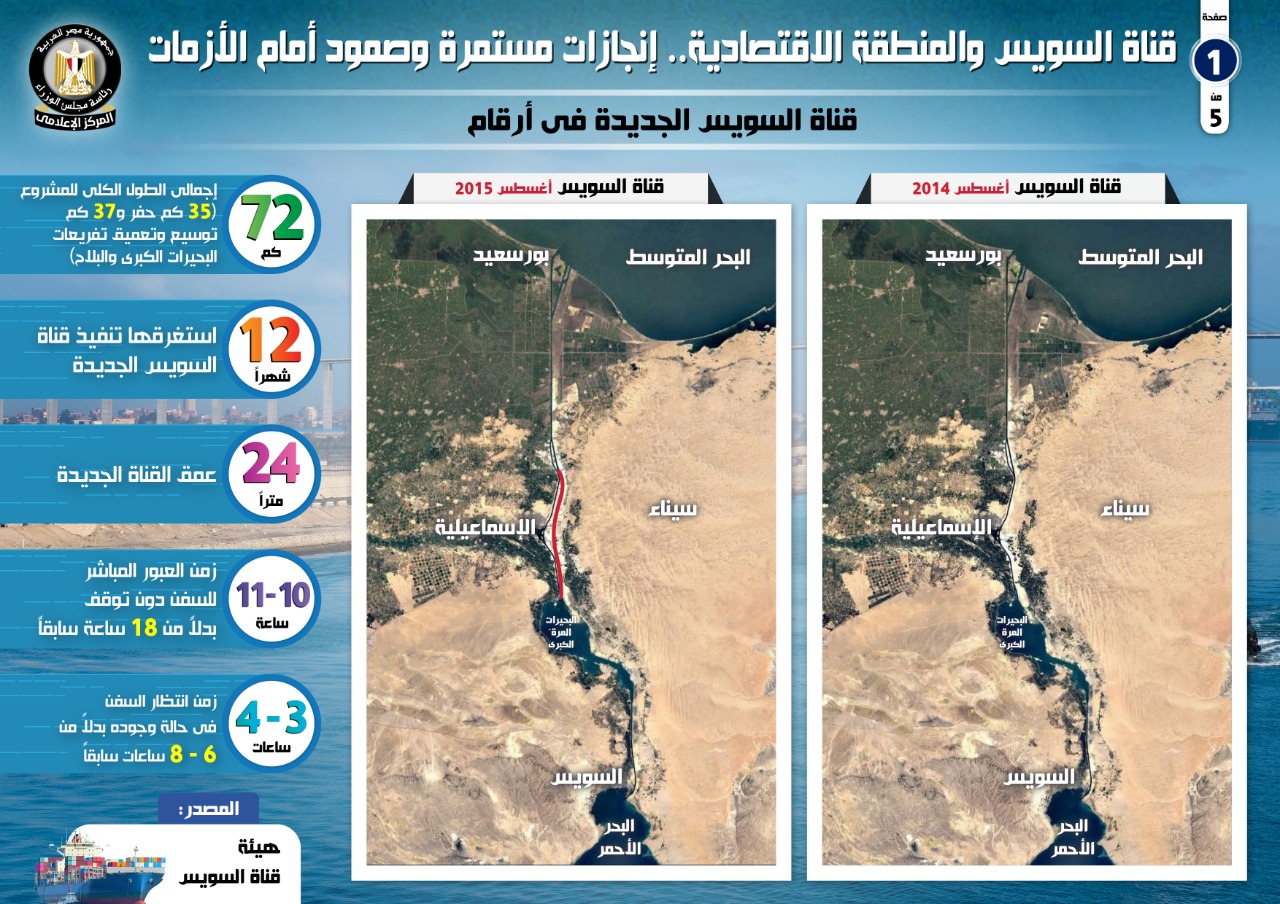 صفحة
1
من
5
قناة السويس والمنطقة الاقتصادية.. إنجازات مستمرة وصمود أمام الأزمات
جمهورية مصر العربية
رئاسة مجلس الوزراء
المركز الإعلامى
قناة السويس الجديدة فى أرقام
قناة السويس أغسطس 2014
البحر المتوسط
بورسعيد
سيناء
الإسماعيلية
البحيرات
المرة
الكبرى
السويس
البحر
الأحمر
قناة السويس أغسطس 2015
البحر المتوسط
بورسعيد
سيناء
الإسماعيلية
البحيرات
المرة
الكبرى
السويس
البحر
الأحمر
72
كم
إجمالى الطول الكلى للمشروع
(35 كم حفر و37 كم
توسيع وتعميق تفريعات
البحيرات الكبرى والبلاح)
12
شهراً
استغرقها تنفيذ قناة
السويس الجديدة
24
متراً
عمق القناة الجديدة
10-11
ساعة
زمن العبور المباشر
للسفن دون توقف
بدلاً من 18 ساعة سابقاً
3 - 4
ساعات
زمن انتظار السفن
فى حالة وجوده بدلاً من
6 - 8 ساعات سابقاً
المصدر:
هيئة
قناة السويس